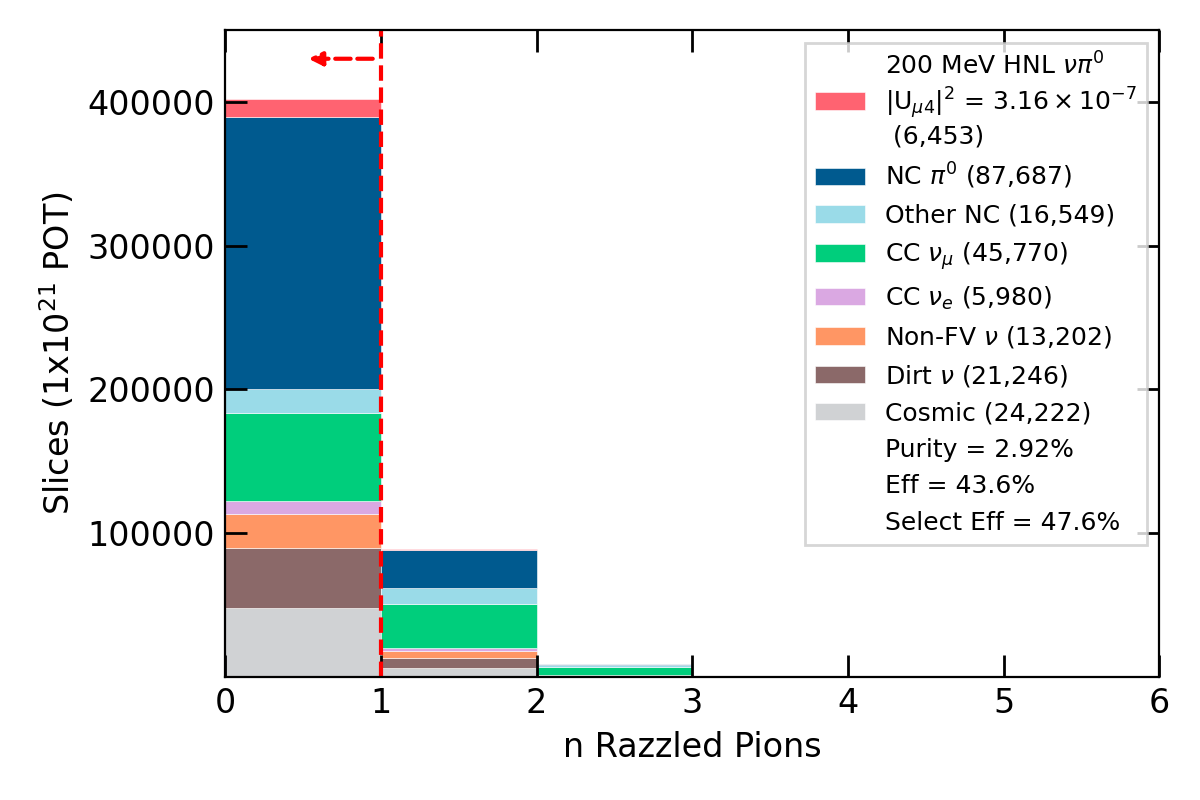 200 MeV HNL νπ⁰
|U_μ4|² = 3.16 × 10⁻⁷
(6,453)
NC π⁰ (87,687)
Other NC (16,549)
CC ν_μ (45,770)
CC ν_e (5,980)
Non-FV ν (13,202)
Dirt ν (21,246)
Cosmic (24,222)
Purity = 2.92%
Eff = 43.6%
Select Eff = 47.6%
400000
300000
200000
100000
Slices (1x10²¹ POT)
0 1 2 3 4 5 6
n Razzled Pions